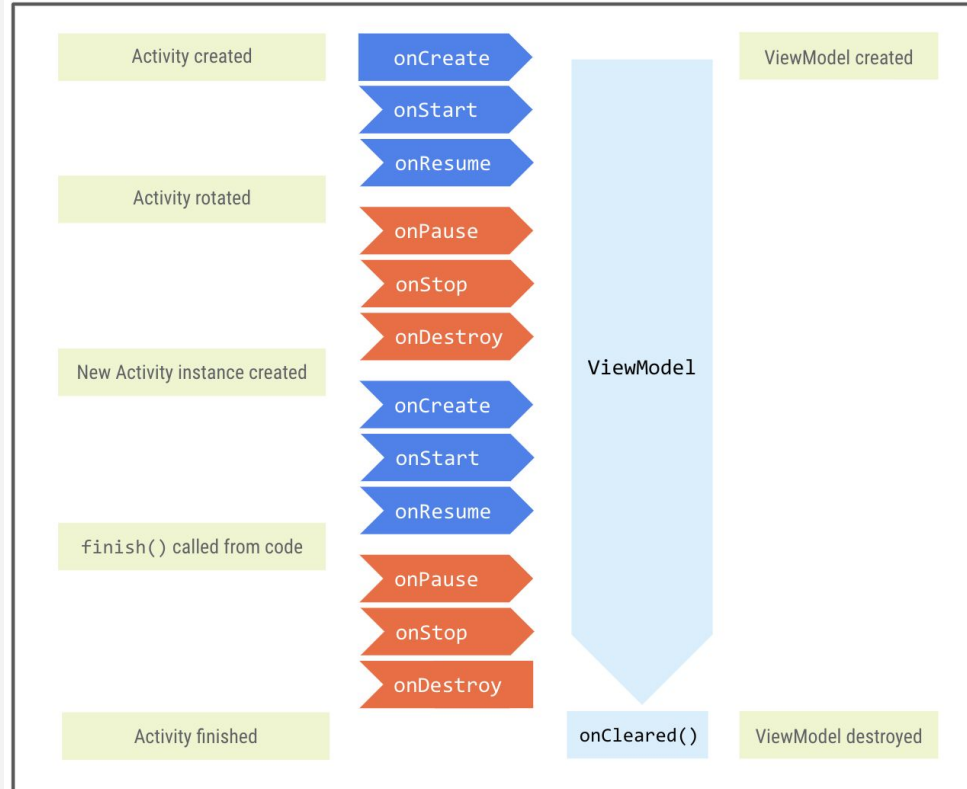 Activity created
onCreate
ViewModel created
onStart
onResume
Activity rotated
onPause
onStop
onDestroy
New Activity instance created
ViewModel
onCreate
onStart
onResume
finish() called from code
onPause
onStop
onDestroy
Activity finished
onCleared()
ViewModel destroyed